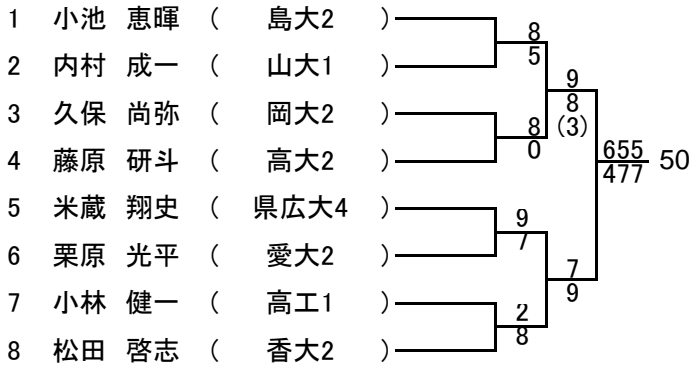 1 小池 恵暉 ( 島大2 )
8
5
2 内村 成一 ( 山大1 )
9
8
(3)
3 久保 尚弥 ( 岡大2 )
8
0
4 藤原 研斗 ( 高大2 )
655
477
50
5 米蔵 翔史 ( 県広大4 )
9
7
6 栗原 光平 ( 愛大2 )
7
9
7 小林 健一 ( 高工1 )
2
8
8 松田 啓志 ( 香大2 )